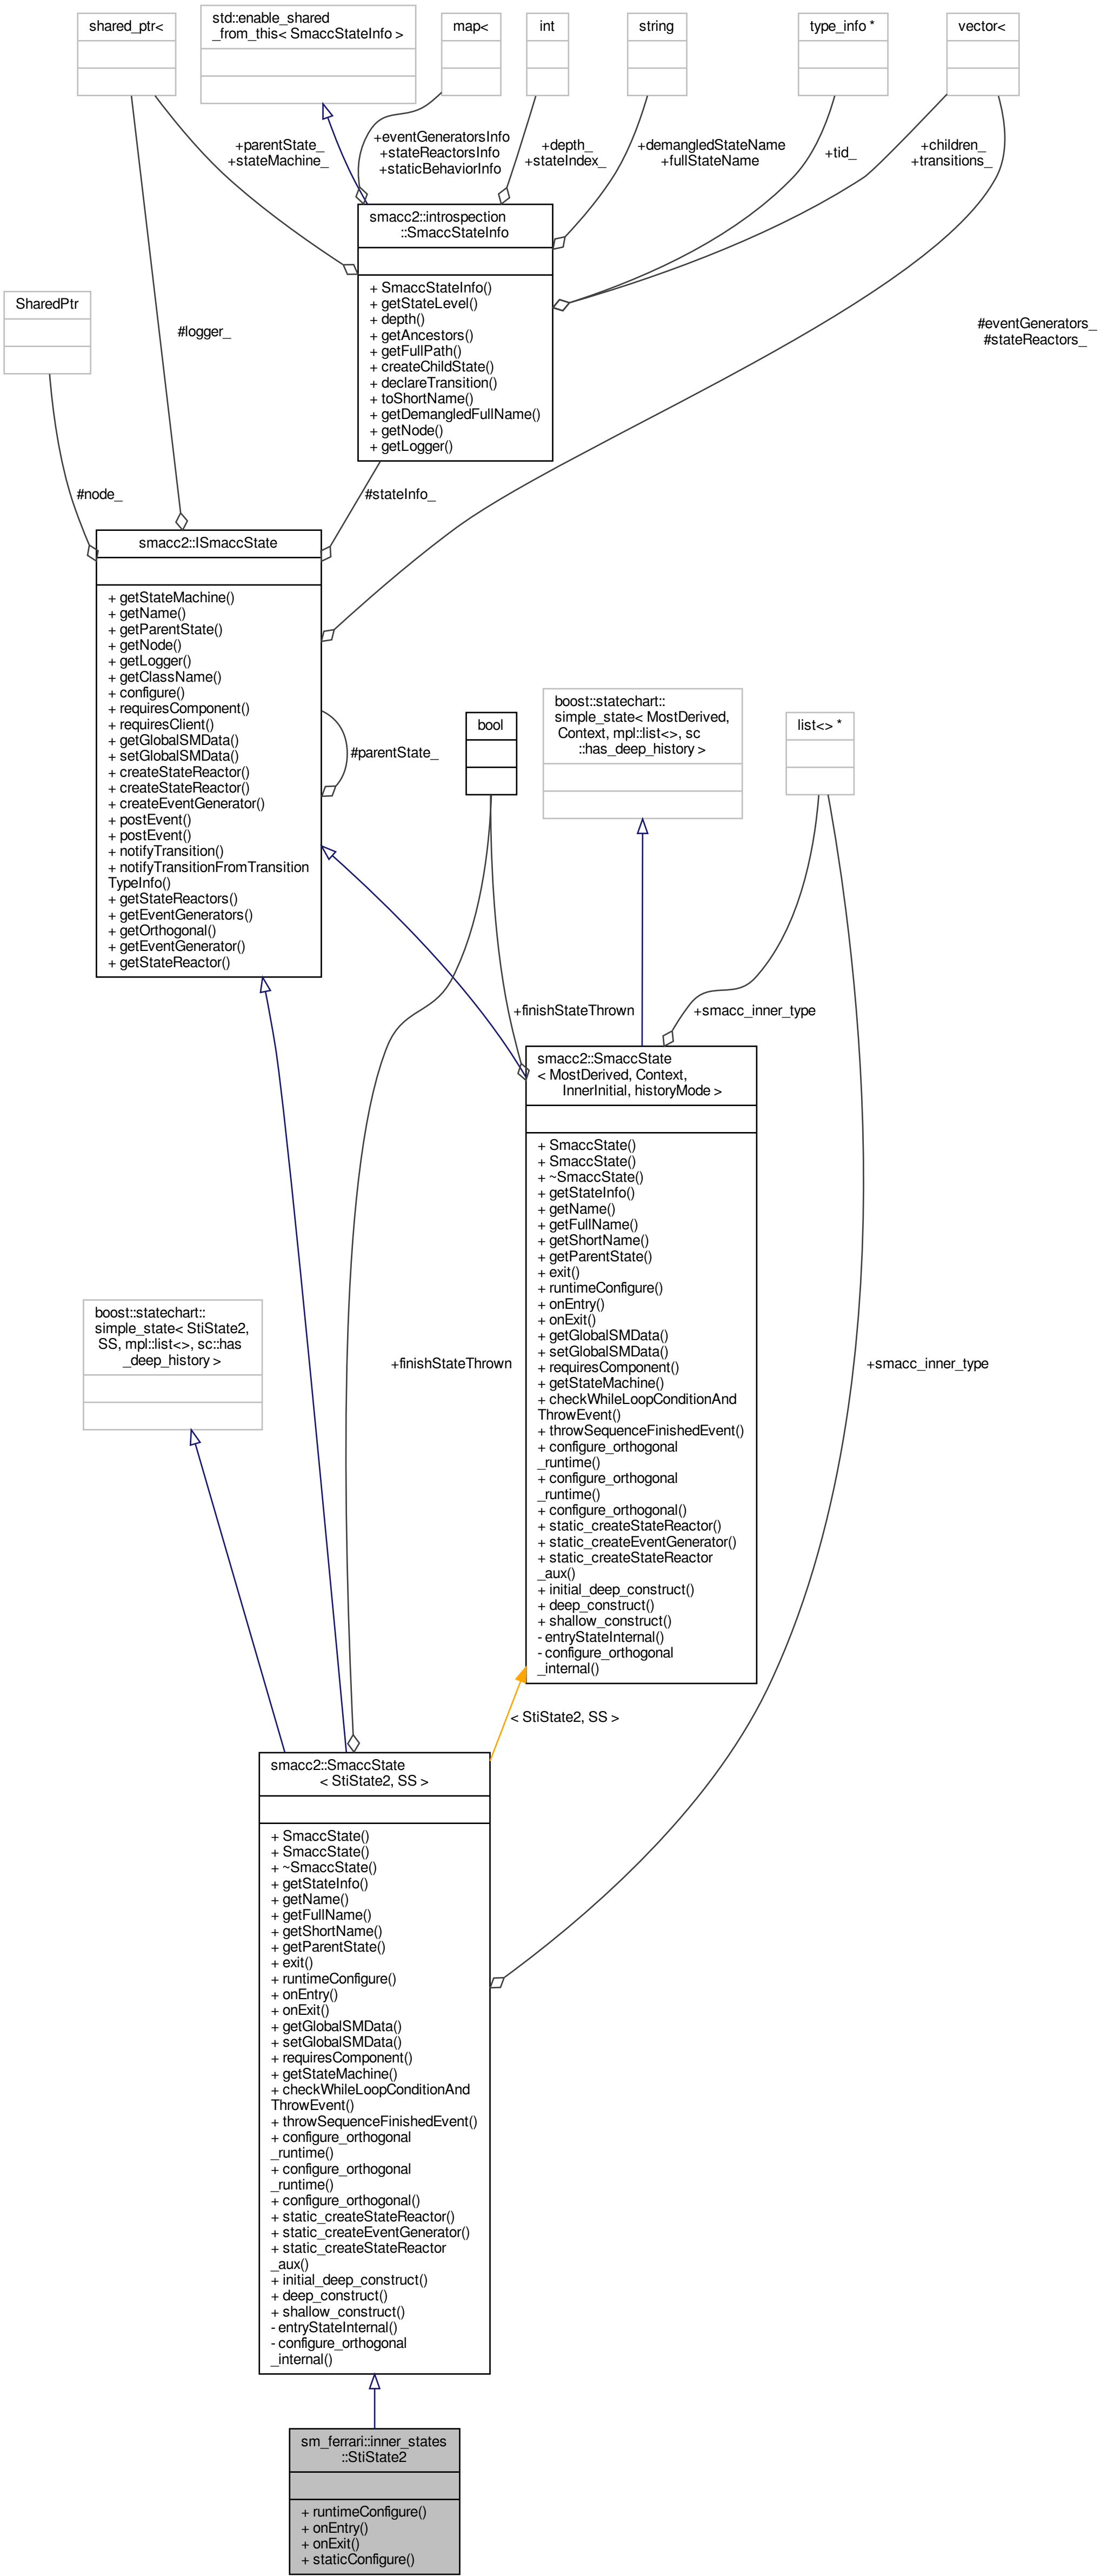 shared_ptr<
std::enable_shared
_from_this< SmaccStateInfo >
map<
int
string
type_info *
vector<
+parentState_
+stateMachine_
+eventGeneratorsInfo
+stateReactorsInfo
+staticBehaviorInfo
+depth_
+stateIndex_
+demangledStateName
+fullStateName
+tid_
+children_
+transitions_
smacc2::introspection
::SmaccStateInfo
+ SmaccStateInfo()
+ getStateLevel()
+ depth()
+ getAncestors()
+ getFullPath()
+ createChildState()
+ declareTransition()
+ toShortName()
+ getDemangledFullName()
+ getNode()
+ getLogger()
SharedPtr
#logger_
#eventGenerators_
#stateReactors_
#node_
#stateInfo_
smacc2::ISmaccState
+ getStateMachine()
+ getName()
+ getParentState()
+ getNode()
+ getLogger()
+ getClassName()
+ configure()
+ requiresComponent()
+ requiresClient()
+ getGlobalSMData()
+ setGlobalSMData()
+ createStateReactor()
+ createStateReactor()
+ createEventGenerator()
+ postEvent()
+ postEvent()
+ notifyTransition()
+ notifyTransitionFromTransition
TypeInfo()
+ getStateReactors()
+ getEventGenerators()
+ getOrthogonal()
+ getEventGenerator()
+ getStateReactor()
#parentState_
bool
boost::statechart::
simple_state< MostDerived,
Context, mpl::list<>, sc
::has_deep_history >
list<> *
+finishStateThrown
+smacc_inner_type
smacc2::SmaccState
< MostDerived, Context,
InnerInitial, historyMode >
+ SmaccState()
+ SmaccState()
+ ~SmaccState()
+ getStateInfo()
+ getName()
+ getFullName()
+ getShortName()
+ getParentState()
+ exit()
+ runtimeConfigure()
+ onEntry()
+ onExit()
+ getGlobalSMData()
+ setGlobalSMData()
+ requiresComponent()
+ getStateMachine()
+ checkWhileLoopConditionAnd
ThrowEvent()
+ throwSequenceFinishedEvent()
+ configure_orthogonal
_runtime()
+ configure_orthogonal
_runtime()
+ configure_orthogonal()
+ static_createStateReactor()
+ static_createEventGenerator()
+ static_createStateReactor
_aux()
+ initial_deep_construct()
+ deep_construct()
+ shallow_construct()
- entryStateInternal()
- configure_orthogonal
_internal()
boost::statechart::
simple_state< StiState2,
SS, mpl::list<>, sc::has
_deep_history >
+finishStateThrown
+smacc_inner_type
< StiState2, SS >
smacc2::SmaccState
< StiState2, SS >
+ SmaccState()
+ SmaccState()
+ ~SmaccState()
+ getStateInfo()
+ getName()
+ getFullName()
+ getShortName()
+ getParentState()
+ exit()
+ runtimeConfigure()
+ onEntry()
+ onExit()
+ getGlobalSMData()
+ setGlobalSMData()
+ requiresComponent()
+ getStateMachine()
+ checkWhileLoopConditionAnd
ThrowEvent()
+ throwSequenceFinishedEvent()
+ configure_orthogonal
_runtime()
+ configure_orthogonal
_runtime()
+ configure_orthogonal()
+ static_createStateReactor()
+ static_createEventGenerator()
+ static_createStateReactor
_aux()
+ initial_deep_construct()
+ deep_construct()
+ shallow_construct()
- entryStateInternal()
- configure_orthogonal
_internal()
sm_ferrari::inner_states
::StiState2
+ runtimeConfigure()
+ onEntry()
+ onExit()
+ staticConfigure()